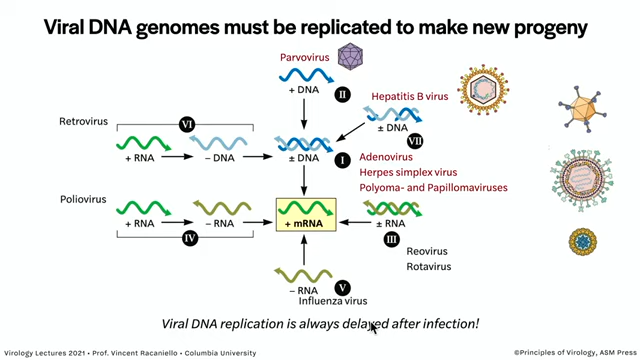 Viral DNA genomes must be replicated to make new progeny
Parvovirus
+ DNA
II
Hepatitis B virus
± DNA
VII
Retrovirus
VI
+ RNA
– DNA
± DNA
I
Adenovirus
Herpes simplex virus
Polyoma- and Papillomaviruses
Poliovirus
+ RNA
– RNA
IV
+ mRNA
± RNA
III
Reovirus
Rotavirus
– RNA
V
Influenza virus
Viral DNA replication is always delayed after infection!
Virology Lectures 2021 • Prof. Vincent Racaniello • Columbia University
©Principles of Virology, ASM Press